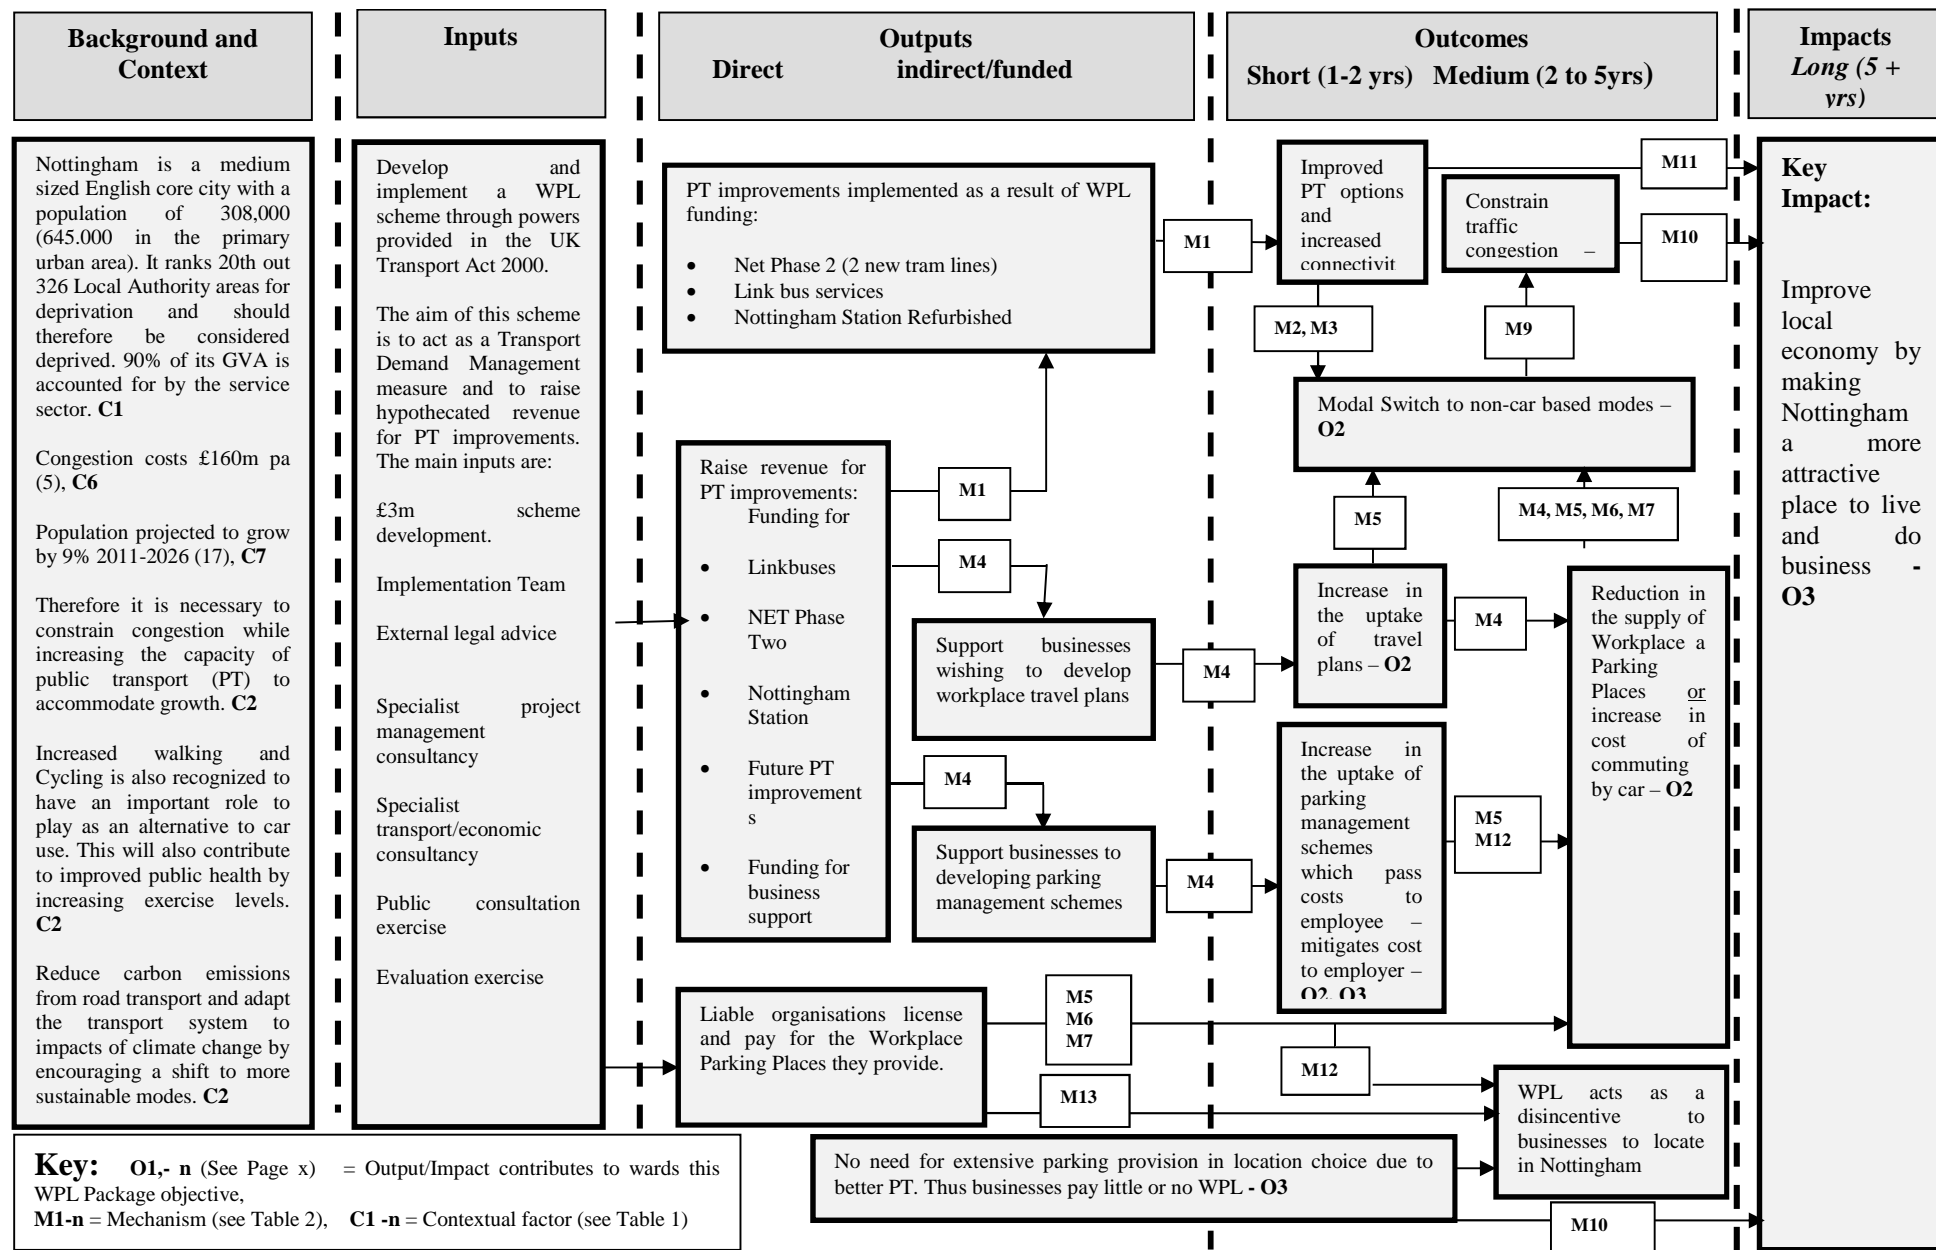 Background and
Context
Inputs
Outputs
Direct indirect/funded
Outcomes
Short (1-2 yrs) Medium (2 to 5yrs)
Impacts
Long (5 +
yrs)
Nottingham is a medium
sized English core city with a
population of 308,000
(645.000 in the primary
urban area). It ranks 20th out
326 Local Authority areas for
deprivation and should
therefore be considered
deprived. 90% of its GVA is
accounted for by the service
sector. C1
Congestion costs £160m pa
(5), C6
Population projected to grow
by 9% 2011-2026 (17), C7
Therefore it is necessary to
constrain congestion while
increasing the capacity of
public transport (PT) to
accommodate growth. C2
Increased walking and
Cycling is also recognized to
have an important role to
play as an alternative to car
use. This will also contribute
to improved public health by
increasing exercise levels.
C2
Reduce carbon emissions
from road transport and adapt
the transport system to
impacts of climate change by
encouraging a shift to more
sustainable modes. C2
Develop and
implement a WPL
scheme through powers
provided in the UK
Transport Act 2000.
The aim of this scheme
is to act as a Transport
Demand Management
measure and to raise
hypothecated revenue
for PT improvements.
The main inputs are:
£3m scheme
development.
Implementation Team
External legal advice
Specialist project
management
consultancy
Specialist
transport/economic
consultancy
Public consultation
exercise
Evaluation exercise
PT improvements implemented as a result of WPL
funding:
• Net Phase 2 (2 new tram lines)
• Link bus services
• Nottingham Station Refurbished
Raise revenue for
PT improvements:
Funding for
• Linkbuses
• NET Phase
Two
• Nottingham
Station
• Future PT
improvement
s
• Funding for
business
support
M1
M4
Support businesses
wishing to develop
workplace travel plans
M4
Support businesses to
developing parking
management schemes
Liable organisations license
and pay for the Workplace
Parking Places they provide.
M5
M6
M7
M13
M1
M4
M4
Improved
PT options
and
increased
connectivit
Constrain
traffic
congestion –
M11
M10
M2, M3
M9
Modal Switch to non-car based modes –
O2
M5
M4, M5, M6, M7
Increase in
the uptake
of travel
plans – O2
M4
Increase in
the uptake of
parking
management
schemes
which pass
costs to
employee –
mitigates cost
to employer –
O2, O3
M5
M12
Reduction in
the supply of
Workplace a
Parking
Places or
increase in
cost of
commuting
by car – O2
M12
WPL acts as a
disincentive to
businesses to locate
in Nottingham
No need for extensive parking provision in location choice due to
better PT. Thus businesses pay little or no WPL - O3
M10
Key
Impact:
Improve
local
economy by
making
Nottingham
a more
attractive
place to live
and do
business -
O3
Key: O1,- n (See Page x) = Output/Impact contributes to wards this
WPL Package objective,
M1-n = Mechanism (see Table 2), C1 -n = Contextual factor (see Table 1)